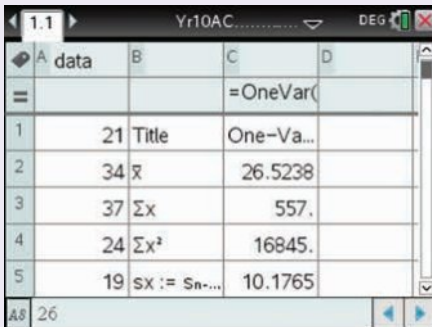 1.1 Yr10AC............ DEG
A data B C D
= =OneVar(
1 21 Title One−Va...
2 34 x̄ 26.5238
3 37 Σx 557.
4 24 Σx² 16845.
5 19 sx := sₙ₋...  10.1765
A8 26